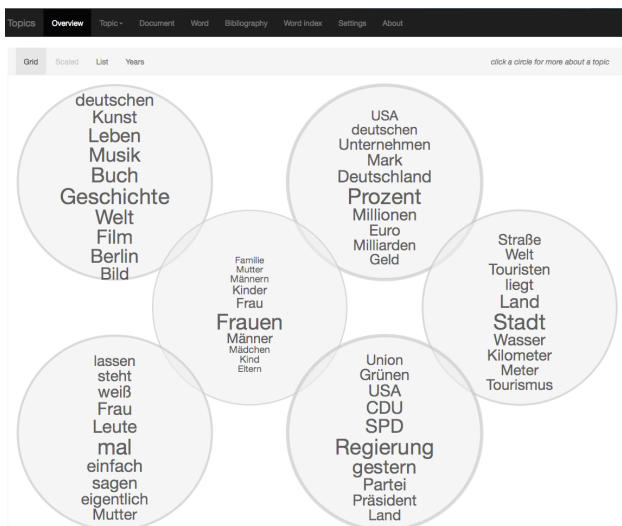 Topics Overview Topic Document Word Bibliography Word index Settings About
Grid Scaled List Years click a circle for more about a topic
deutschen
Kunst
Leben
Musik
Buch
Geschichte
Welt
Film
Berlin
Bild
USA
deutschen
Unternehmen
Mark
Deutschland
Prozent
Millionen
Euro
Milliarden
Geld
Familie
Mutter
Männern
Kinder
Frau
Frauen
Männer
Mädchen
Kind
Eltern
Straße
Welt
Touristen
liegt
Land
Stadt
Wasser
Kilometer
Meter
Tourismus
lassen
steht
weiß
Frau
Leute
mal
einfach
sagen
eigentlich
Mutter
Union
Grünen
USA
CDU
SPD
Regierung
gestern
Partei
Präsident
Land